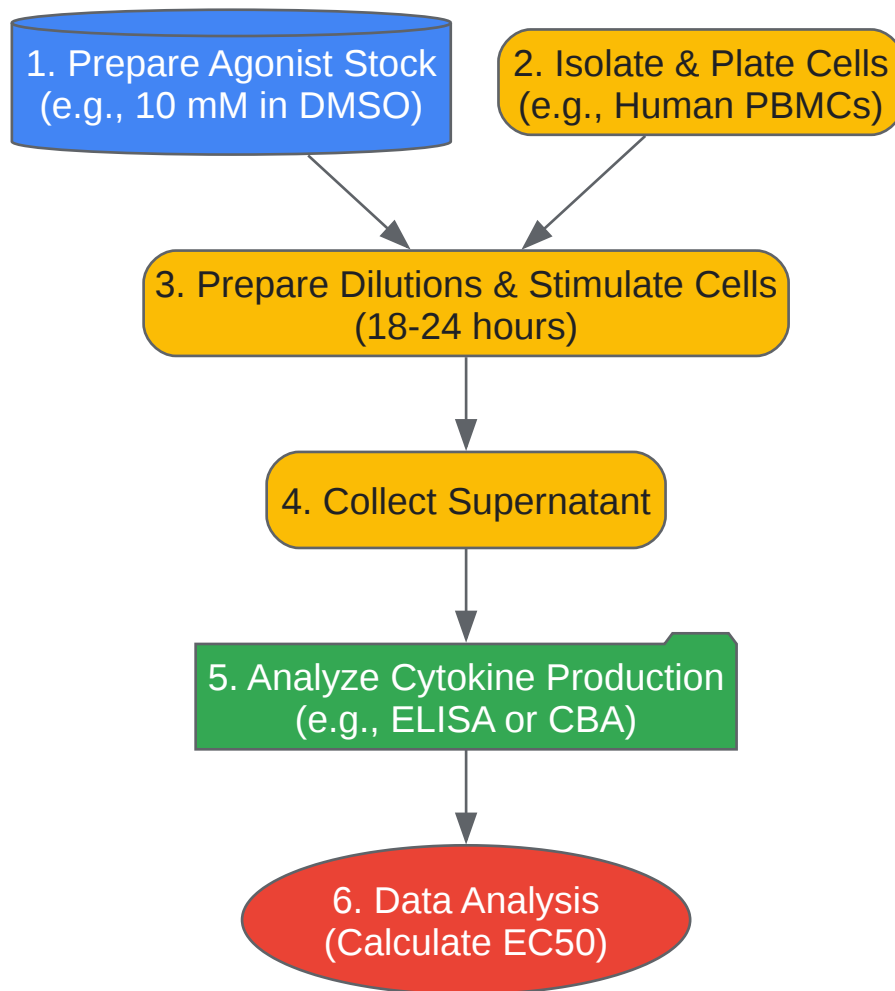 1. Prepare Agonist Stock
(e.g., 10 mM in DMSO)
2. Isolate & Plate Cells
(e.g., Human PBMCs)
3. Prepare Dilutions & Stimulate Cells
(18-24 hours)
4. Collect Supernatant
5. Analyze Cytokine Production
(e.g., ELISA or CBA)
6. Data Analysis
(Calculate EC50)